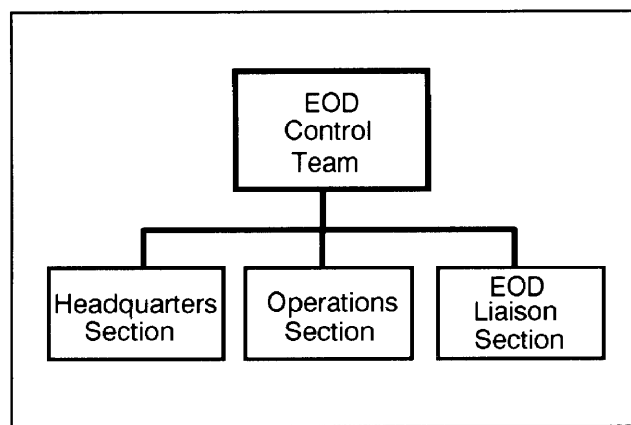 EOD
Control
Team
Headquarters
Section
Operations
Section
EOD
Liaison
Section